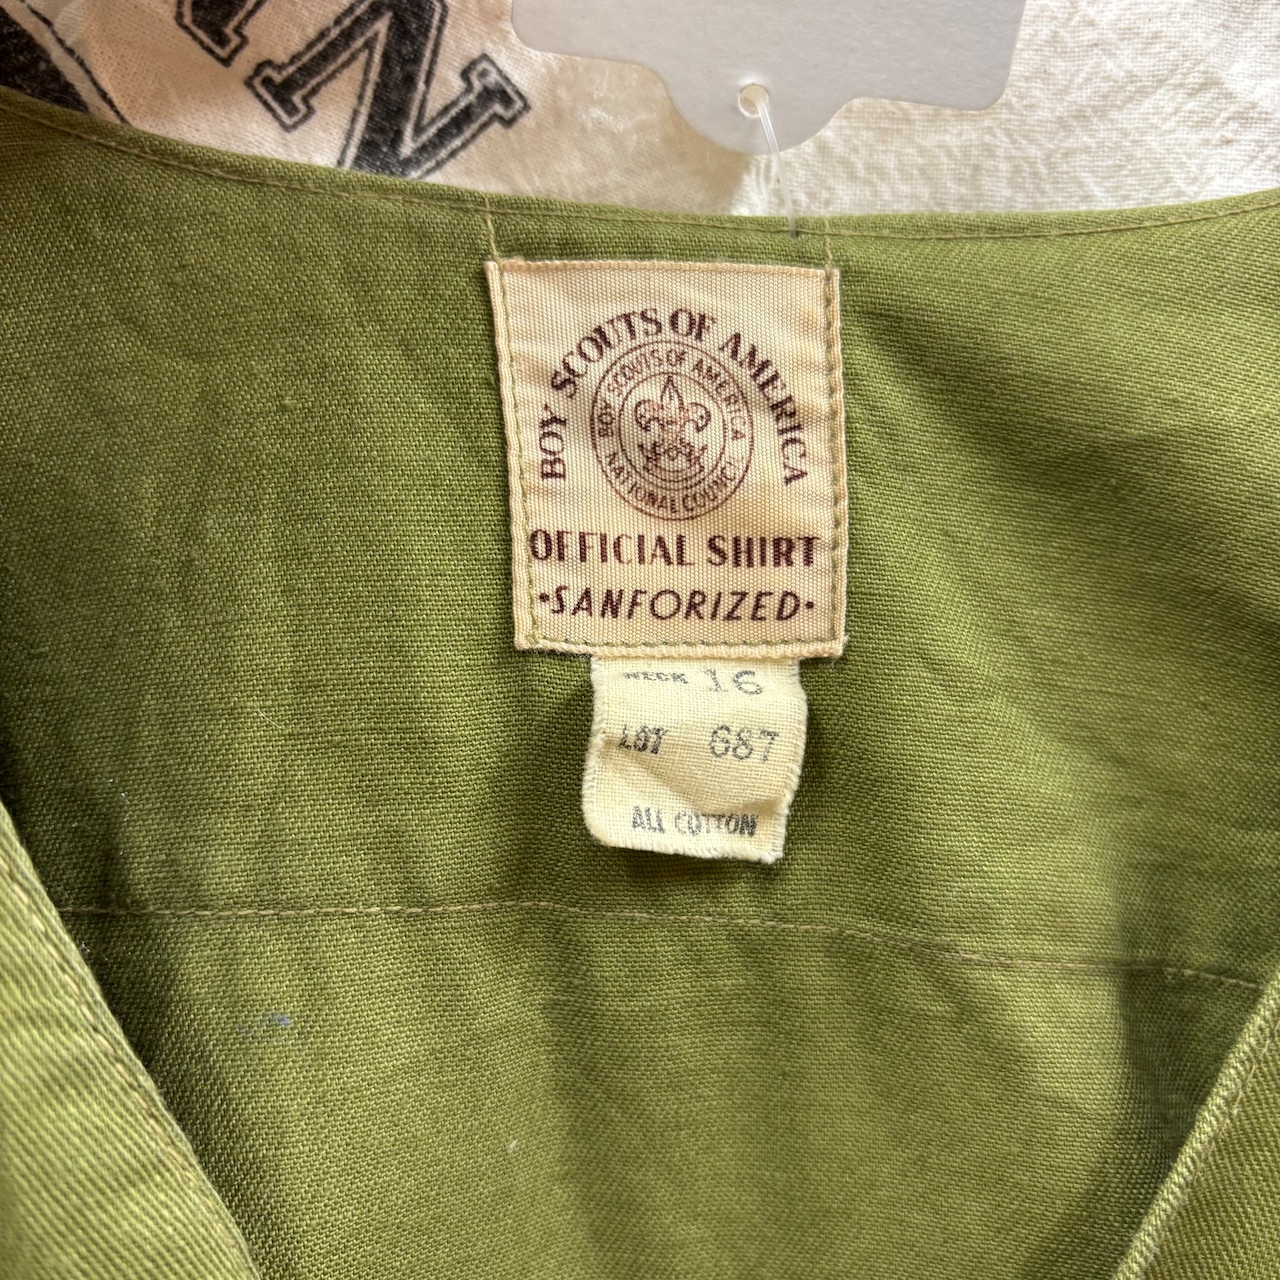 N
BOY SCOUTS OF AMERICA
BOY SCOUTS OF AMERICA
NATIONAL COUNCIL
OFFICIAL SHIRT
•SANFORIZED•
NECK 16
LOT 687
ALL COTTON